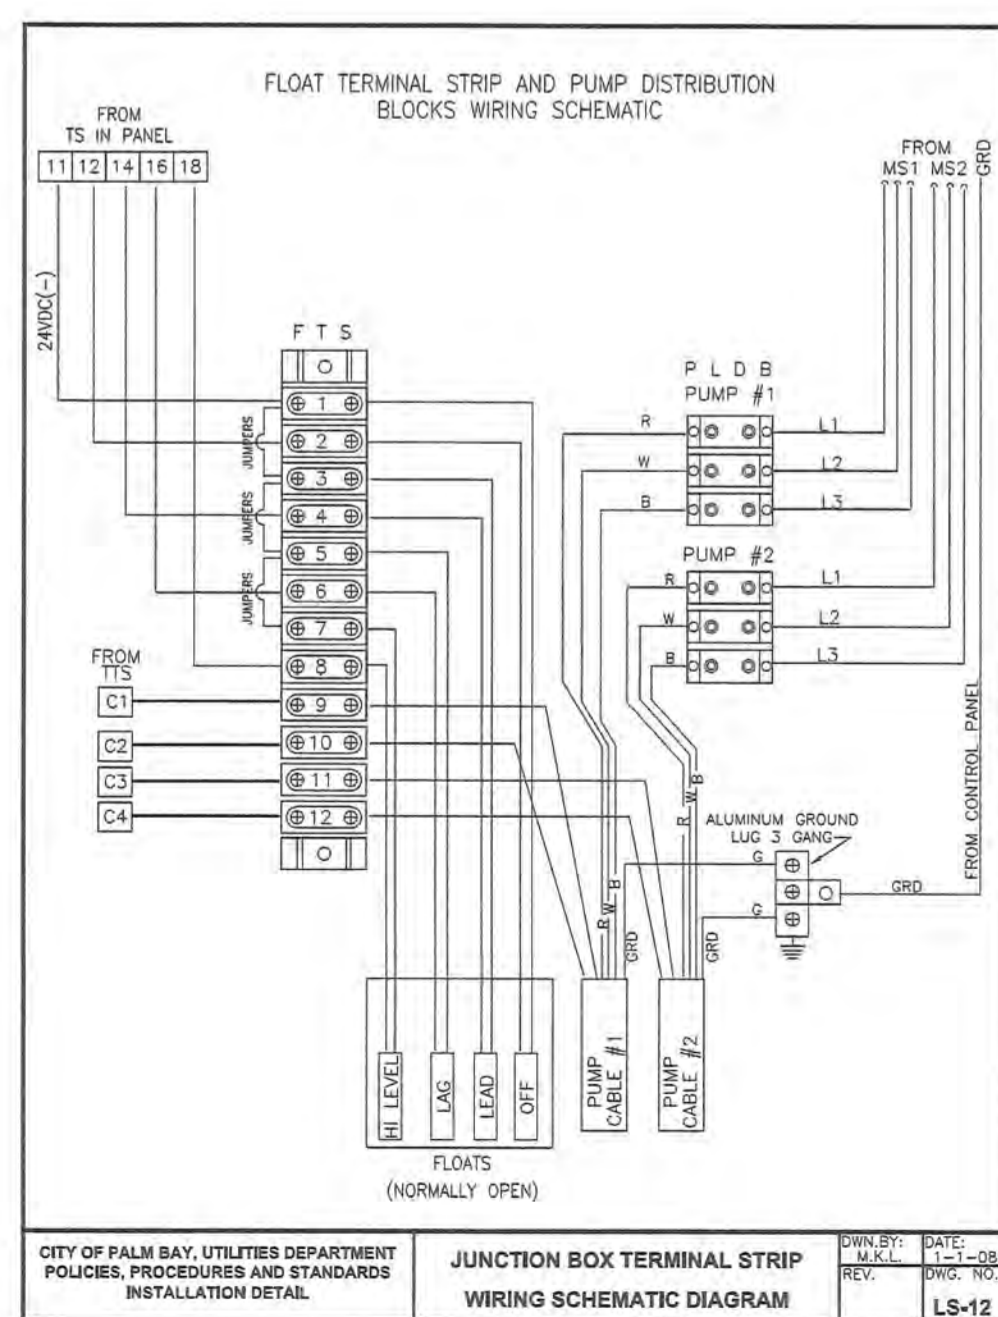 FLOAT TERMINAL STRIP AND PUMP DISTRIBUTION
BLOCKS WIRING SCHEMATIC
FROM
TS IN PANEL
11 12 14 16 18
24VDC(-)
FROM
MS1 MS2
GRD
F T S
1
2
3
4
5
6
7
8
9
10
11
12
JUMPERS
JUMPERS
JUMPERS
FROM
TTS
C1
C2
C3
C4
P L D B
PUMP #1
R
W
B
L1
L2
L3
PUMP #2
R
W
B
L1
L2
L3
FROM CONTROL PANEL
ALUMINUM GROUND
LUG 3 GANG
G
G
GRD
R
W
B
GRD
R
W
B
GRD
HI LEVEL
LAG
LEAD
OFF
PUMP
CABLE #1
PUMP
CABLE #2
FLOATS
(NORMALLY OPEN)
CITY OF PALM BAY, UTILITIES DEPARTMENT
POLICIES, PROCEDURES AND STANDARDS
INSTALLATION DETAIL
JUNCTION BOX TERMINAL STRIP
WIRING SCHEMATIC DIAGRAM
DWN.BY:
M.K.L.
REV.
DATE:
1-1-08
DWG. NO.
LS-12